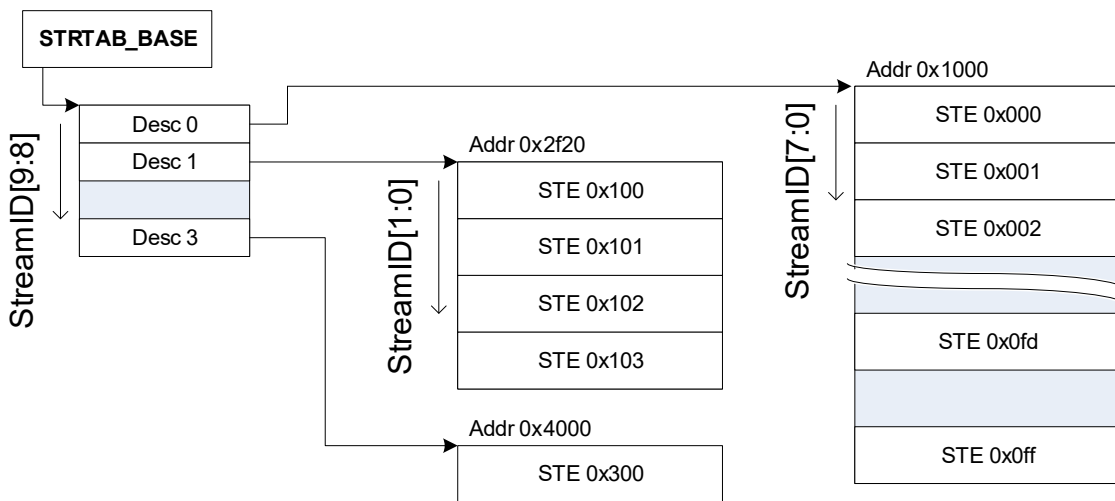 STRTAB_BASE
StreamID[9:8]
Desc 0
Desc 1
Desc 3
Addr 0x2f20
StreamID[1:0]
STE 0x100
STE 0x101
STE 0x102
STE 0x103
Addr 0x4000
STE 0x300
Addr 0x1000
StreamID[7:0]
STE 0x000
STE 0x001
STE 0x002
STE 0x0fd
STE 0x0ff